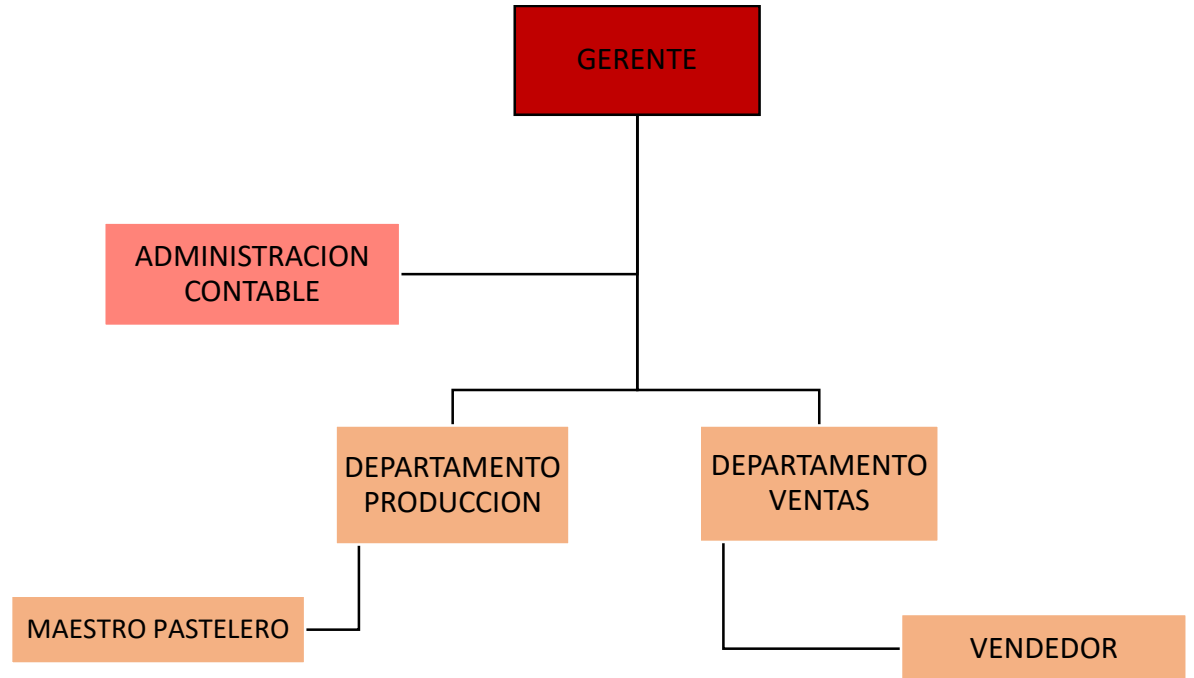 GERENTE
ADMINISTRACION
CONTABLE
DEPARTAMENTO
PRODUCCION
DEPARTAMENTO
VENTAS
MAESTRO PASTELERO
VENDEDOR